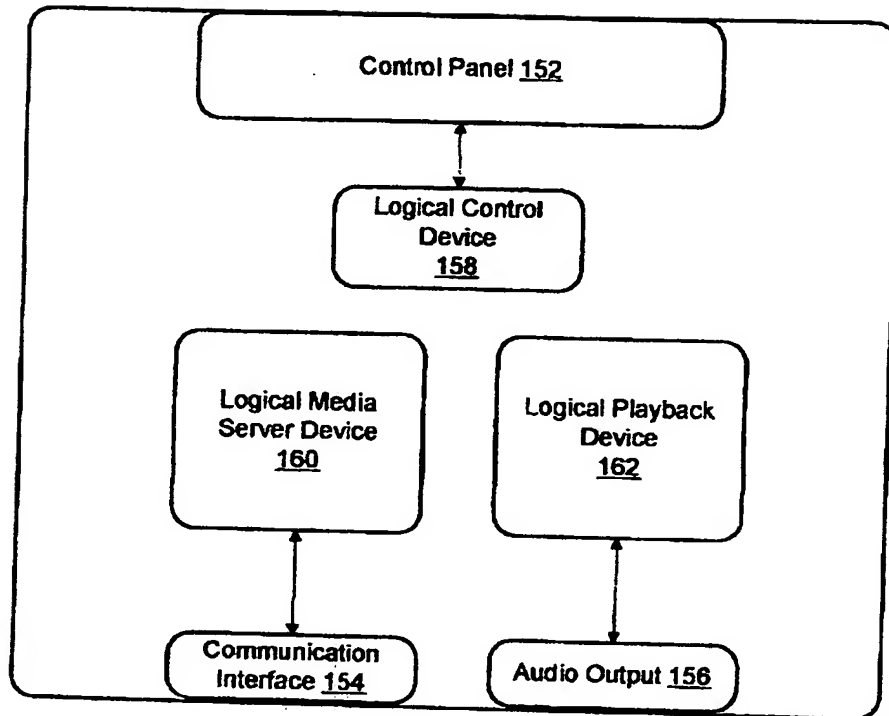 Control Panel 152
Logical Control
Device
158
Logical Media
Server Device
160
Logical Playback
Device
162
Communication
Interface 154
Audio Output 156